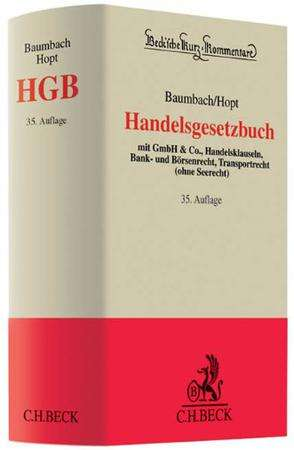 Baumbach
Hopt
HGB
35. Auflage
C.H.BECK
Beck'sche Kurz-Kommentare
Baumbach/Hopt
Handelsgesetzbuch
mit GmbH & Co., Handelsklauseln,
Bank- und Börsenrecht, Transportrecht
(ohne Seerecht)
35. Auflage
B
C.H.BECK